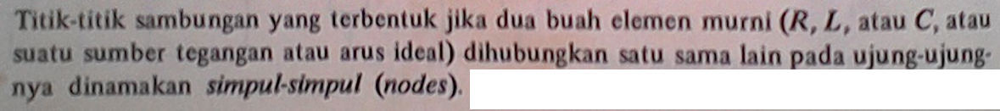 Titik-titik sambungan yang terbentuk jika dua buah elemen murni (R, L, atau C, atau
suatu sumber tegangan atau arus ideal) dihubungkan satu sama lain pada ujung-ujung-
nya dinamakan simpul-simpul (nodes).